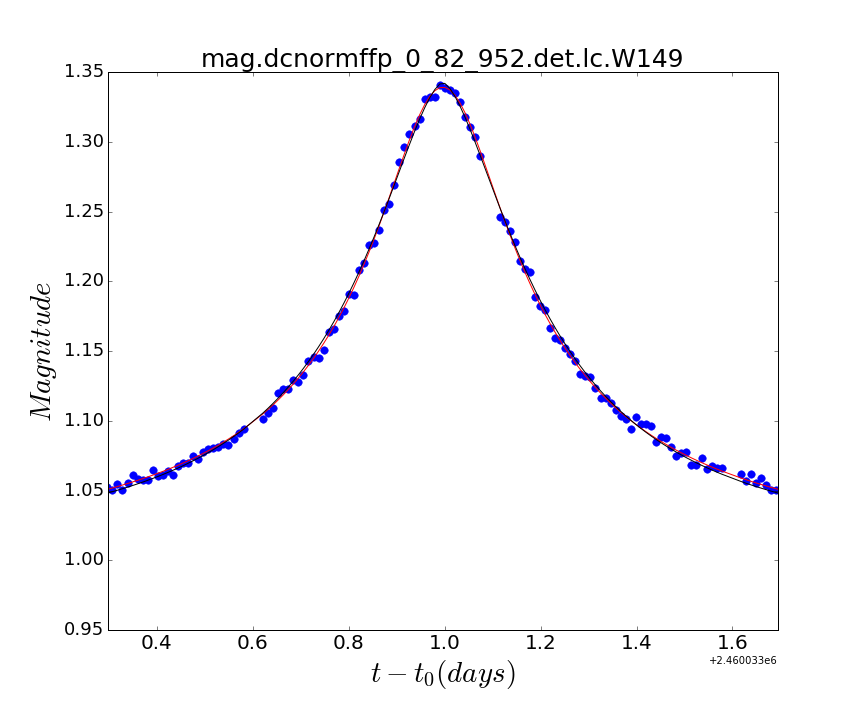 mag.dcnormffp_0_82_952.det.lc.W149
1.35
1.30
1.25
1.20
1.15
1.10
1.05
1.00
0.95
Magnitude
0.4 0.6 0.8 1.0 1.2 1.4 1.6
+2.460033e6
t − t₀(days)